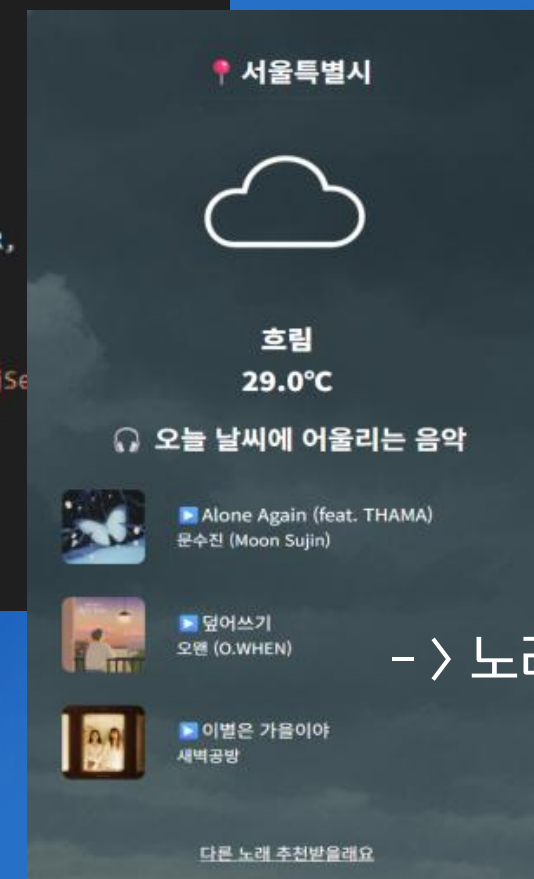 서울특별시
흐림
29.0°C
오늘 날씨에 어울리는 음악
Alone Again (feat. THAMA)
문수진 (Moon Sujin)
덮어쓰기
오왠 (O.WHEN)
이별은 가을이야
새벽공방
다른 노래 추천받을래요
-> 노래